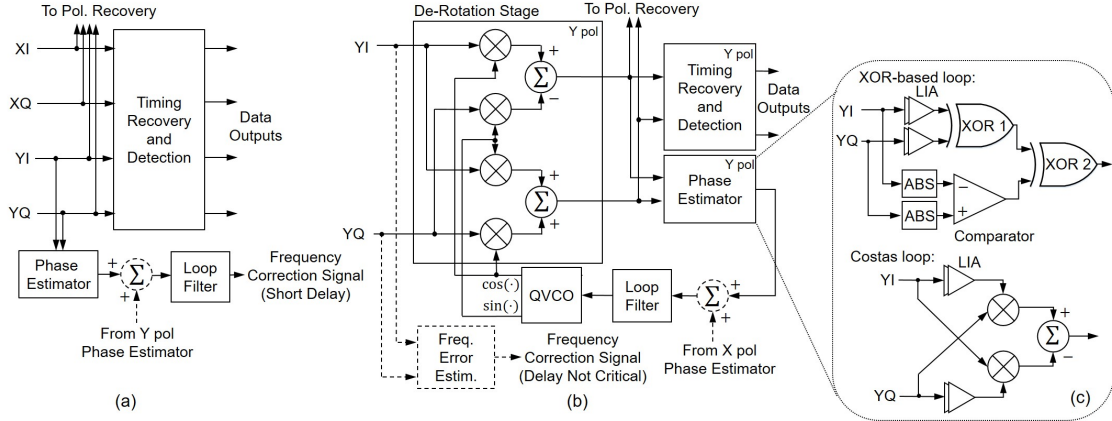 To Pol. Recovery
XI
XQ
YI
YQ
Timing
Recovery
and
Detection
Data
Outputs
Phase
Estimator
+
+
Σ
Loop
Filter
Frequency
Correction Signal
(Short Delay)
From Y pol
Phase Estimator
(a)
De-Rotation Stage
To Pol. Recovery
Y pol
YI
YQ
+
−
Σ
+
+
Σ
Y pol
Timing
Recovery
and
Detection
Data
Outputs
Y pol
Phase
Estimator
cos(·)
sin(·)
QVCO
Loop
Filter
Σ
+
+
From X pol
Phase Estimator
Freq.
Error
Estim.
Frequency
Correction Signal
(Delay Not Critical)
(b)
XOR-based loop:
LIA
YI
YQ
XOR 1
XOR 2
ABS
ABS
−
+
Comparator
Costas loop:
YI
LIA
YQ
+
Σ
−
(c)